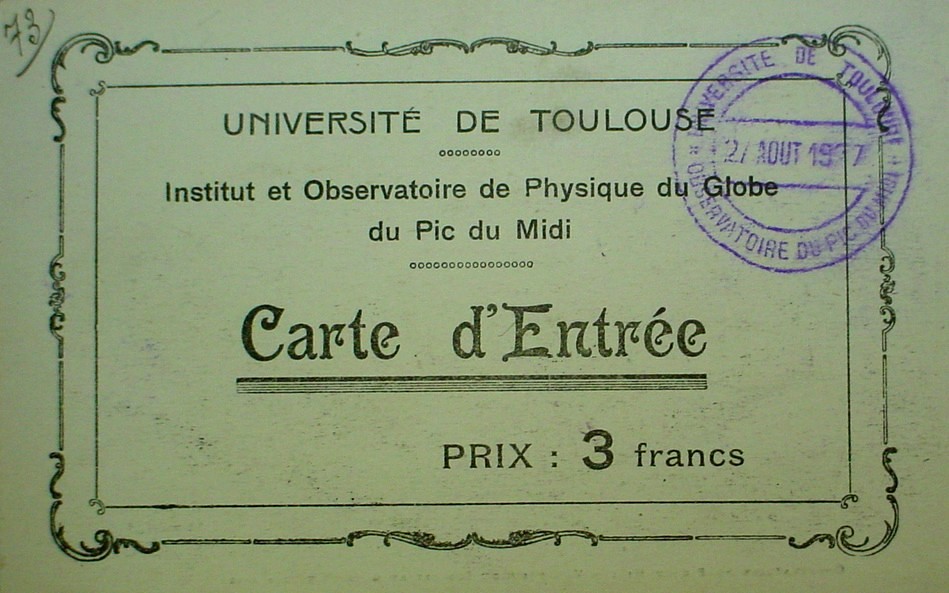 73
UNIVERSITÉ DE TOULOUSE
Institut et Observatoire de Physique du Globe
du Pic du Midi
Carte d'Entrée
PRIX : 3 francs
UNIVERSITE DE TOULOUSE
AOUT
OBSERVATOIRE DU PIC DU MIDI